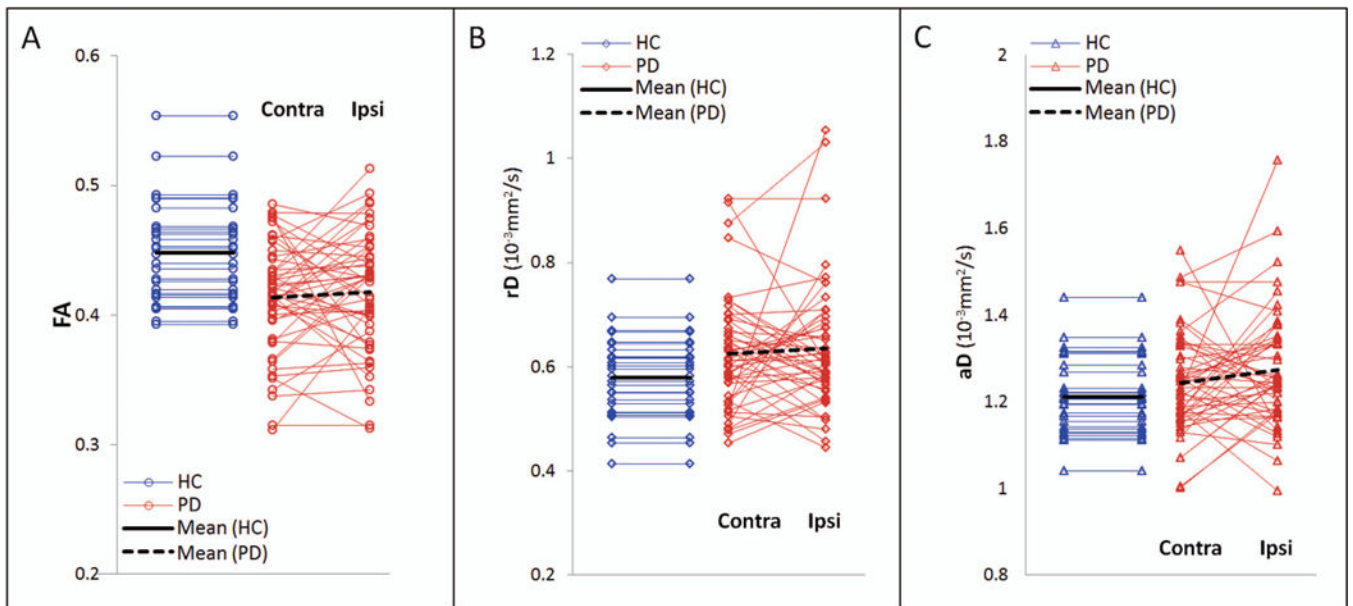 A
0.6
0.5
0.4
0.3
0.2
FA
Contra Ipsi
HC
PD
Mean (HC)
Mean (PD)
B
HC
PD
Mean (HC)
Mean (PD)
1.2
1
0.8
0.6
0.4
0.2
rD (10-3mm2/s)
Contra Ipsi
C
HC
PD
Mean (HC)
Mean (PD)
2
1.8
1.6
1.4
1.2
1
0.8
aD (10-3mm2/s)
Contra Ipsi